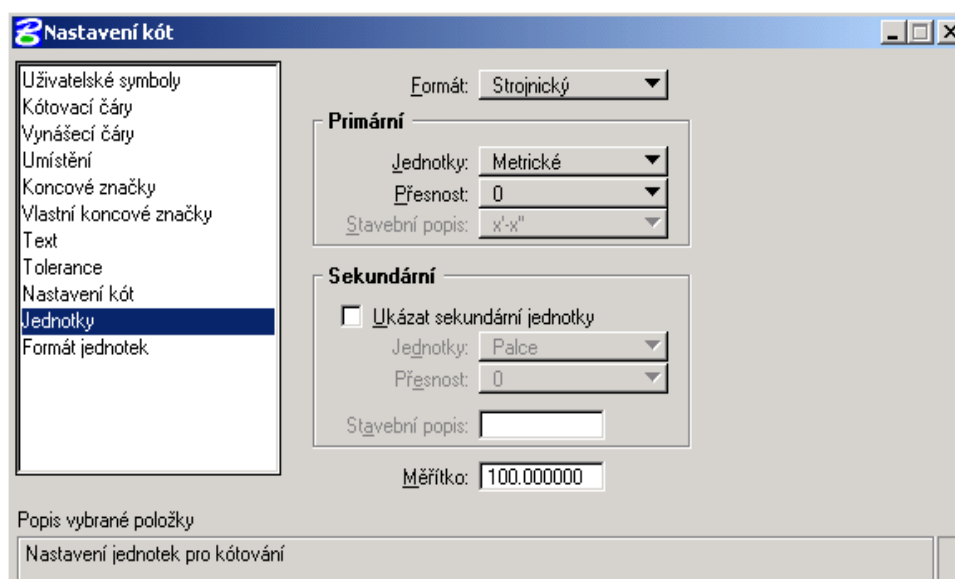 Nastavení kót
Uživatelské symboly
Kótovací čáry
Vynášecí čáry
Umístění
Koncové značky
Vlastní koncové značky
Text
Tolerance
Nastavení kót
Jednotky
Formát jednotek
Formát: Strojnický
Primární
Jednotky: Metrické
Přesnost: 0
Stavební popis: x'-x"
Sekundární
Ukázat sekundární jednotky
Jednotky: Palce
Přesnost: 0
Stavební popis:
Měřítko: 100.000000
Popis vybrané položky
Nastavení jednotek pro kótování